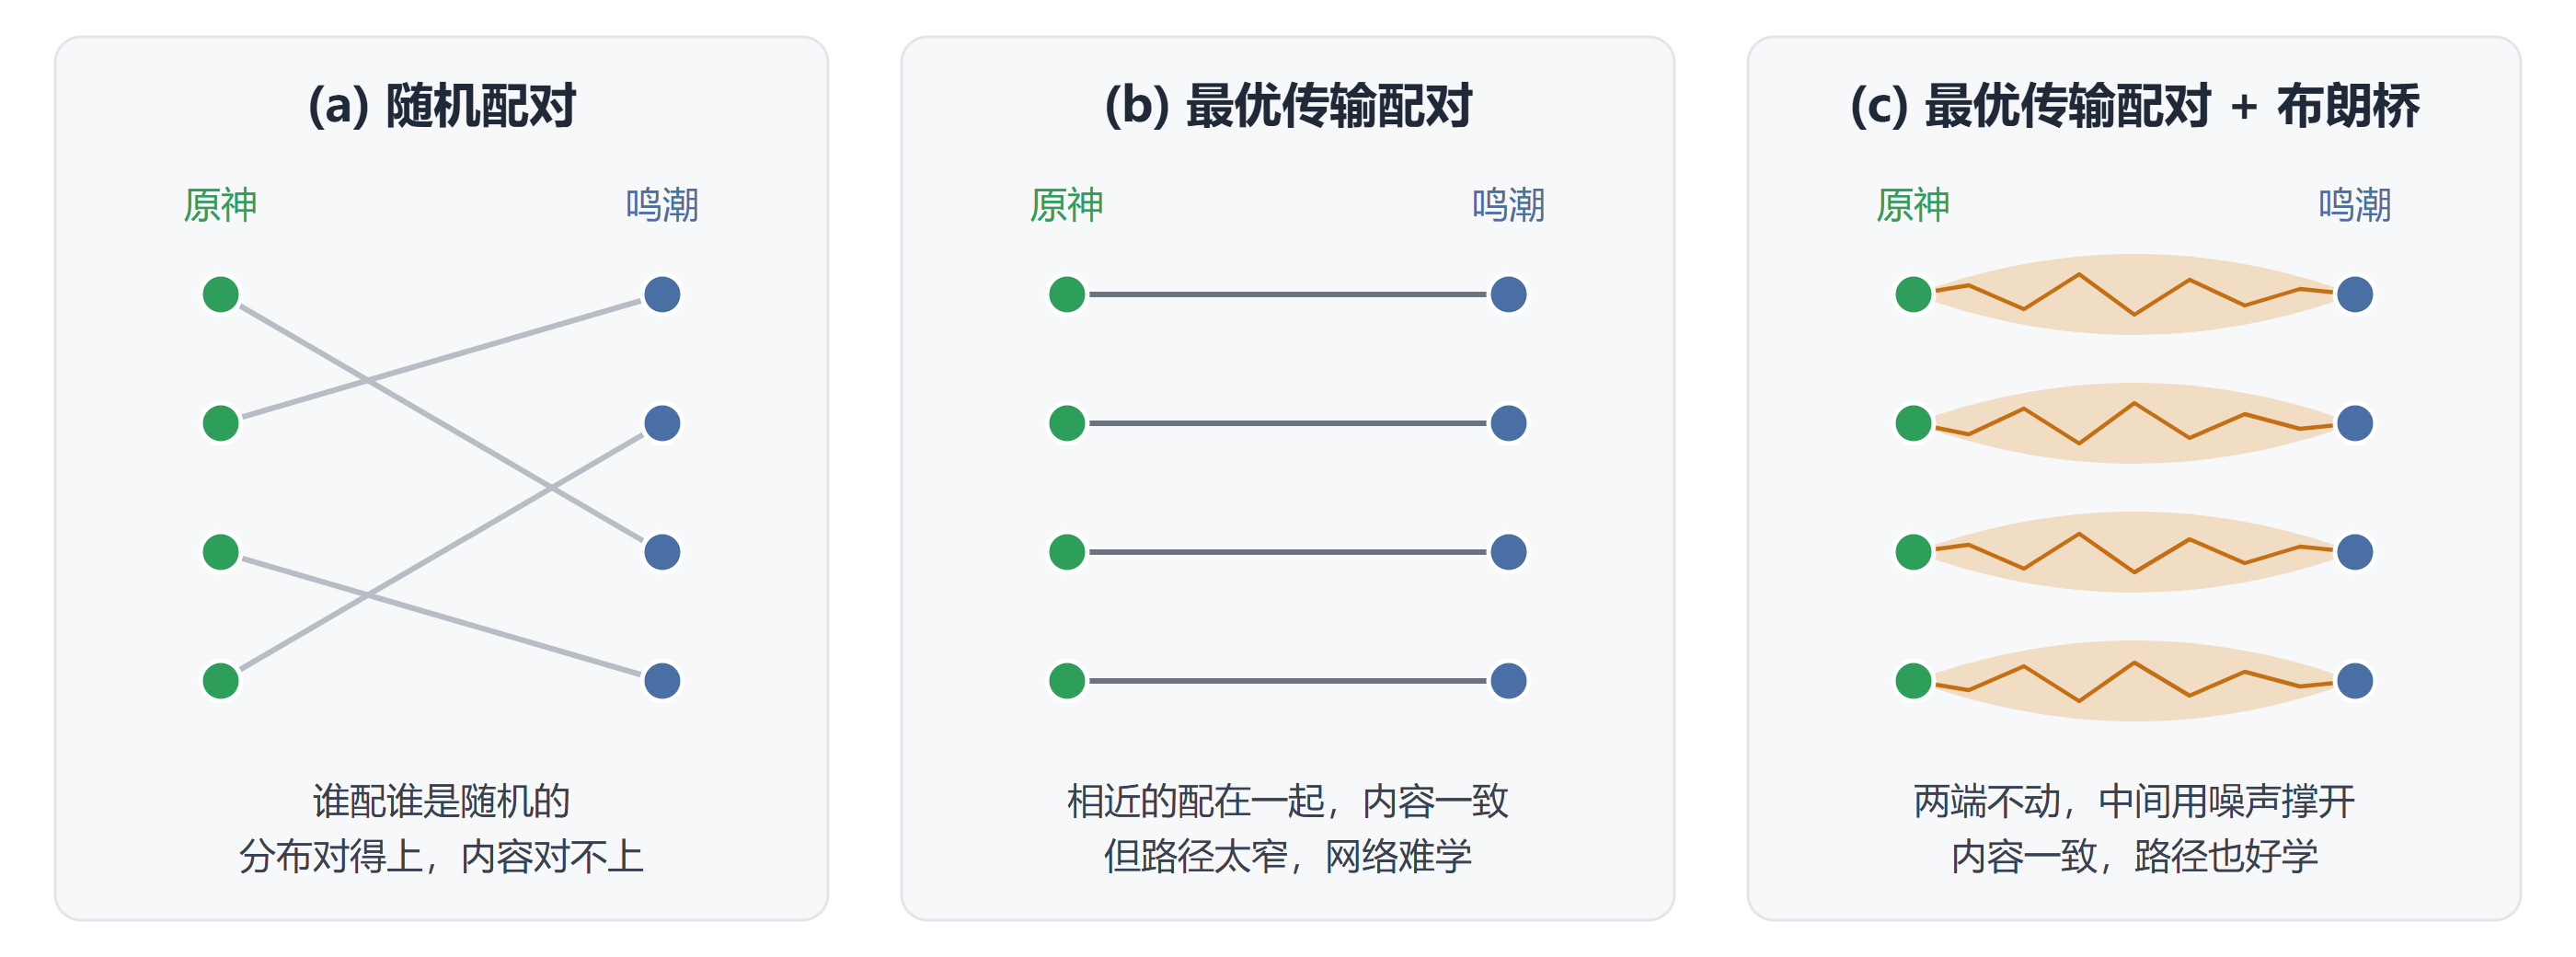 (a) 随机配对
原神
鸣潮
谁配谁是随机的
分布对得上，内容对不上
(b) 最优传输配对
原神
鸣潮
相近的配在一起，内容一致
但路径太窄，网络难学
(c) 最优传输配对 + 布朗桥
原神
鸣潮
两端不动，中间用噪声撑开
内容一致，路径也好学